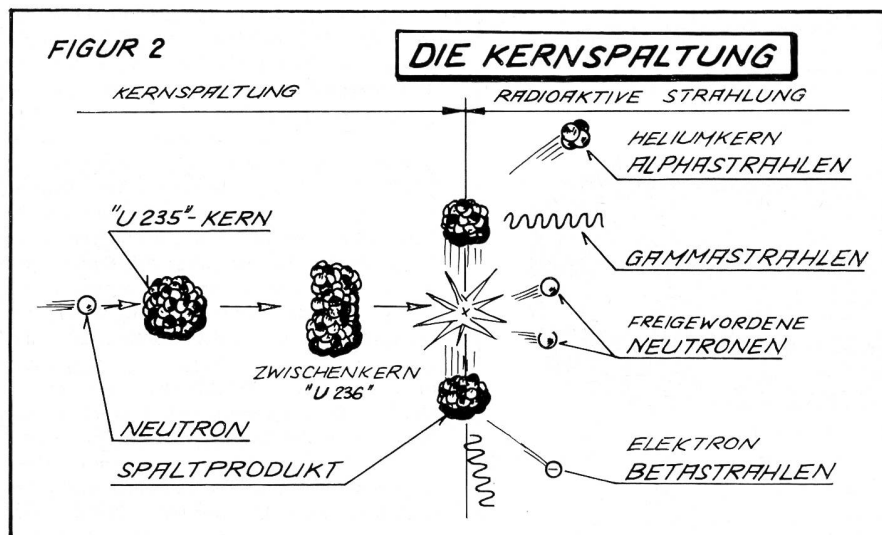 FIGUR 2
DIE KERNSPALTUNG
KERNSPALTUNG
RADIOAKTIVE STRAHLUNG
HELIUMKERN
ALPHASTRAHLEN
"U 235"-KERN
GAMMASTRAHLEN
FREIGEWORDENE
NEUTRONEN
ZWISCHENKERN
"U 236"
NEUTRON
SPALTPRODUKT
ELEKTRON
BETASTRAHLEN